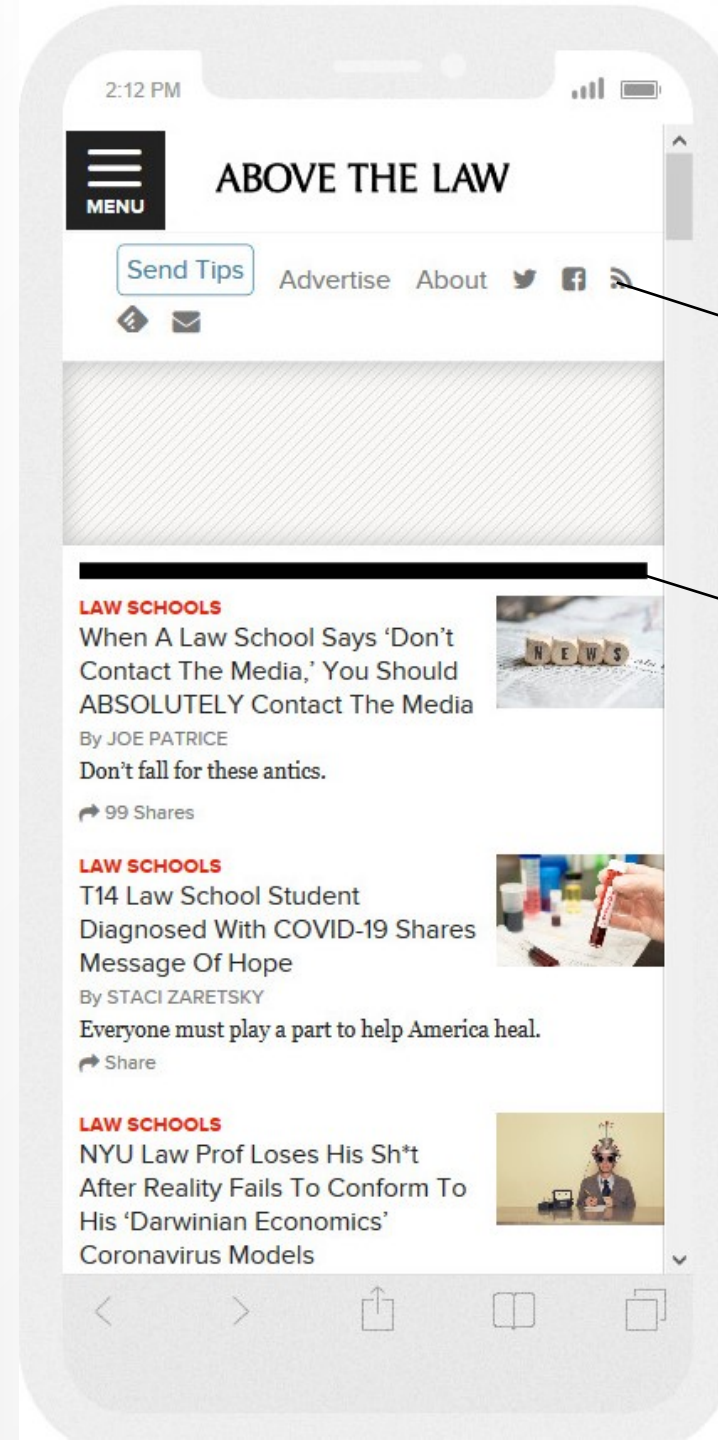 2:12 PM
MENU
ABOVE THE LAW
Send Tips Advertise About
LAW SCHOOLS
When A Law School Says ‘Don’t
Contact The Media,’ You Should
ABSOLUTELY Contact The Media
By JOE PATRICE
Don’t fall for these antics.
99 Shares
NEWS
LAW SCHOOLS
T14 Law School Student
Diagnosed With COVID-19 Shares
Message Of Hope
By STACI ZARETSKY
Everyone must play a part to help America heal.
Share
LAW SCHOOLS
NYU Law Prof Loses His Sh*t
After Reality Fails To Conform To
His ‘Darwinian Economics’
Coronavirus Models